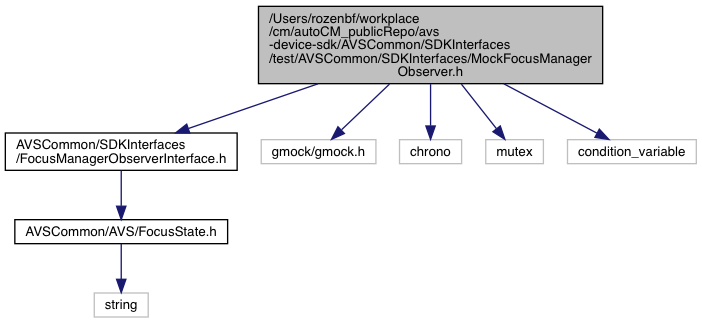 /Users/rozenbf/workplace
/cm/autoCM_publicRepo/avs
-device-sdk/AVSCommon/SDKInterfaces
/test/AVSCommon/SDKInterfaces/MockFocusManager
Observer.h
AVSCommon/SDKInterfaces
/FocusManagerObserverInterface.h
gmock/gmock.h
chrono
mutex
condition_variable
AVSCommon/AVS/FocusState.h
string